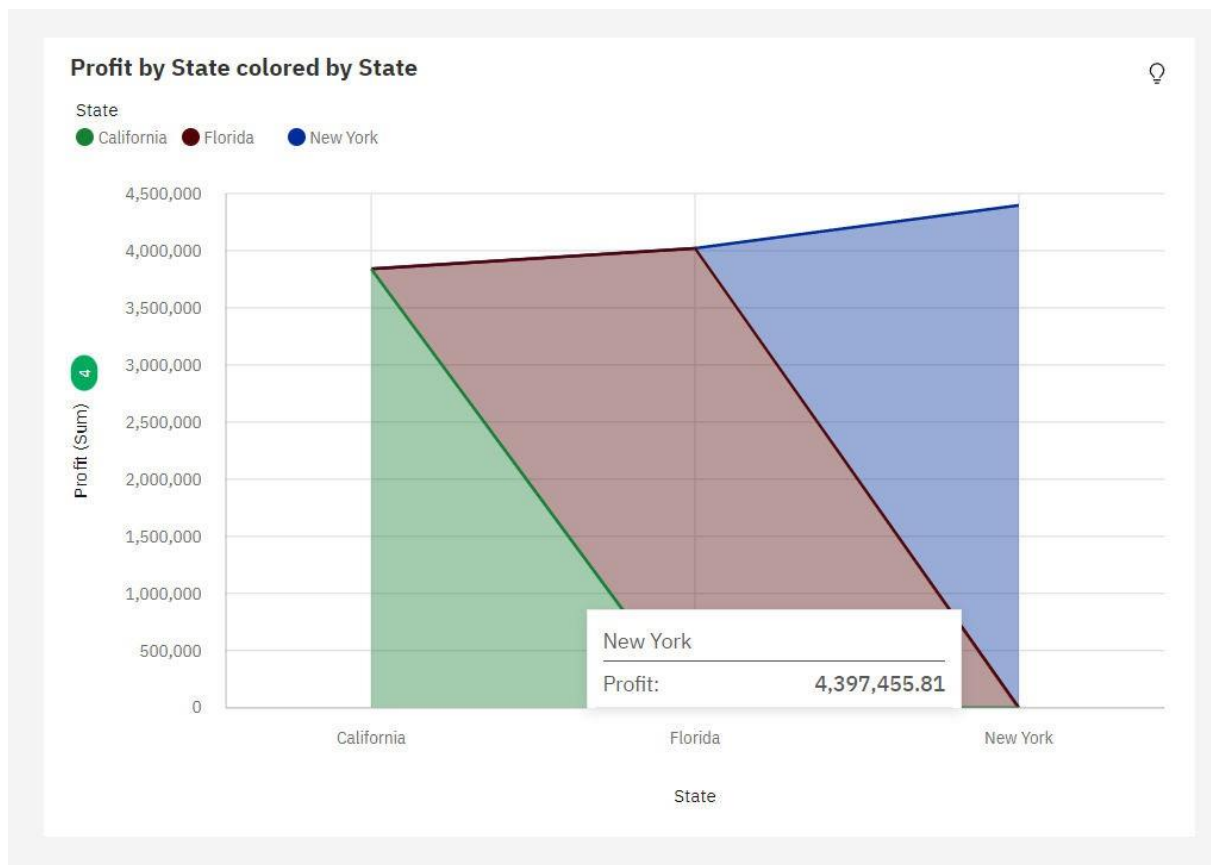 Profit by State colored by State
State
California Florida New York
4,500,000
4,000,000
3,500,000
3,000,000
2,500,000
2,000,000
1,500,000
1,000,000
500,000
0
Profit (Sum) 4
New York
Profit: 4,397,455.81
California Florida New York
State